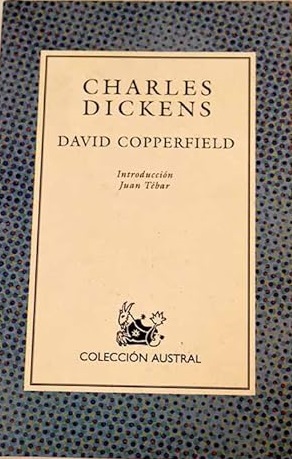 CHARLES
DICKENS
DAVID COPPERFIELD
Introducción
Juan Tébar
COLECCIÓN AUSTRAL